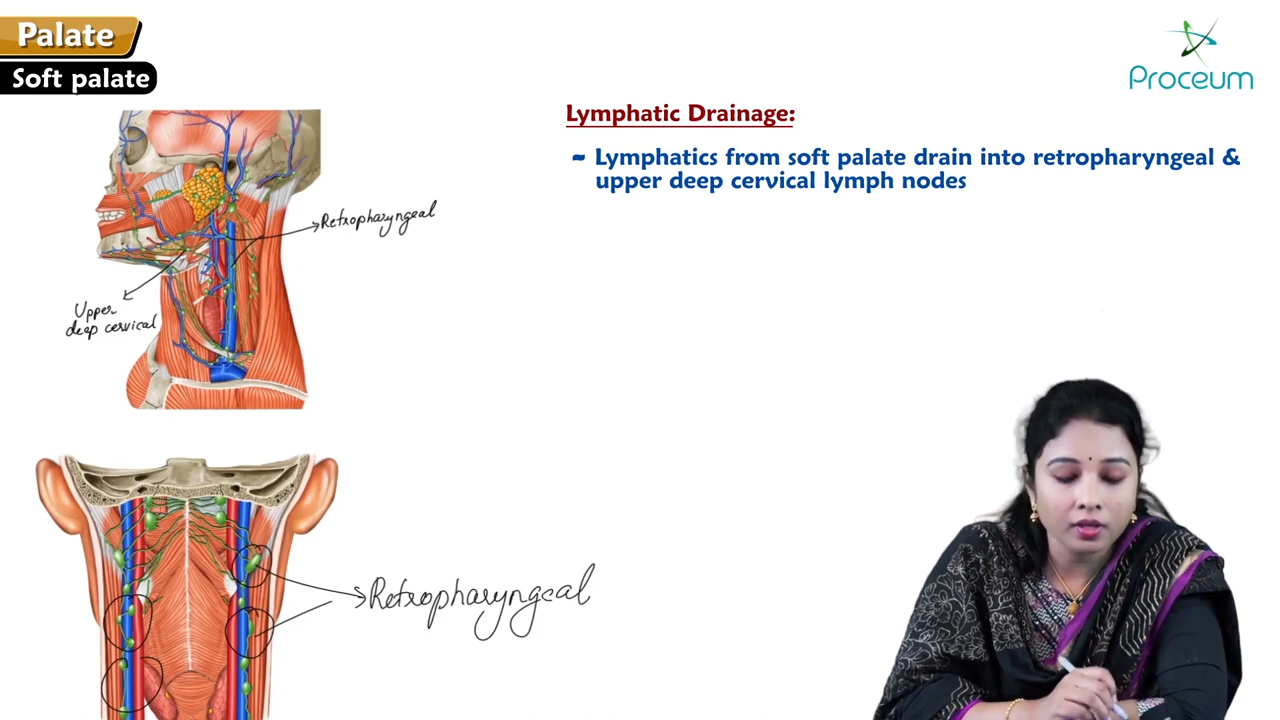 Palate
Soft palate
Proceum
Lymphatic Drainage:
~ Lymphatics from soft palate drain into retropharyngeal &
upper deep cervical lymph nodes
Retropharyngeal
Upper
deep cervical
Retropharyngeal